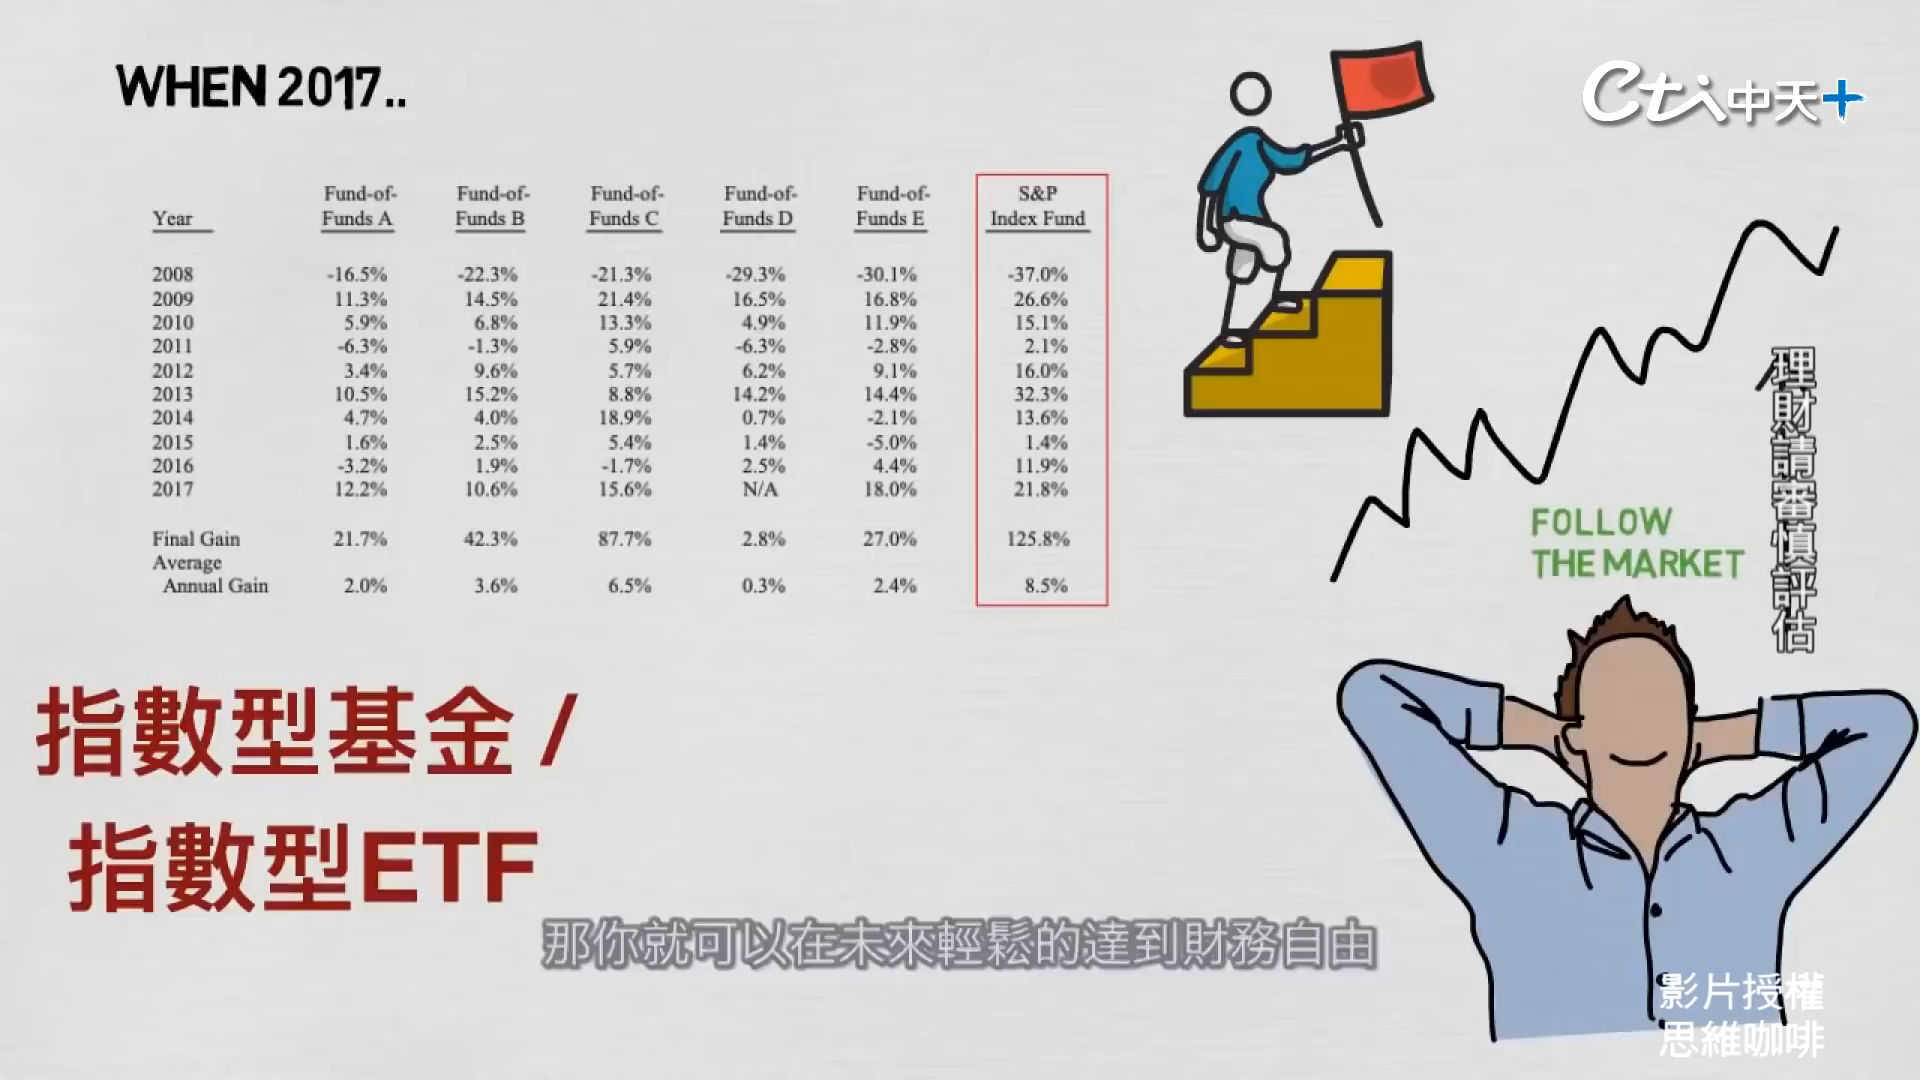 WHEN 2017..
Cti中天+
Fund-of- Fund-of- Fund-of- Fund-of- Fund-of- S&P
Year Funds A Funds B Funds C Funds D Funds E Index Fund
2008 -16.5% -22.3% -21.3% -29.3% -30.1% -37.0%
2009 11.3% 14.5% 21.4% 16.5% 16.8% 26.6%
2010 5.9% 6.8% 13.3% 4.9% 11.9% 15.1%
2011 -6.3% -1.3% 5.9% -6.3% -2.8% 2.1%
2012 3.4% 9.6% 5.7% 6.2% 9.1% 16.0%
2013 10.5% 15.2% 8.8% 14.2% 14.4% 32.3%
2014 4.7% 4.0% 18.9% 0.7% -2.1% 13.6%
2015 1.6% 2.5% 5.4% 1.4% -5.0% 1.4%
2016 -3.2% 1.9% -1.7% 2.5% 4.4% 11.9%
2017 12.2% 10.6% 15.6% N/A 18.0% 21.8%
Final Gain 21.7% 42.3% 87.7% 2.8% 27.0% 125.8%
Average
Annual Gain 2.0% 3.6% 6.5% 0.3% 2.4% 8.5%
FOLLOW
THE MARKET
理財請審慎評估
指數型基金 /
指數型ETF
那你就可以在未來輕鬆的達到財務自由
影片授權
思維咖啡